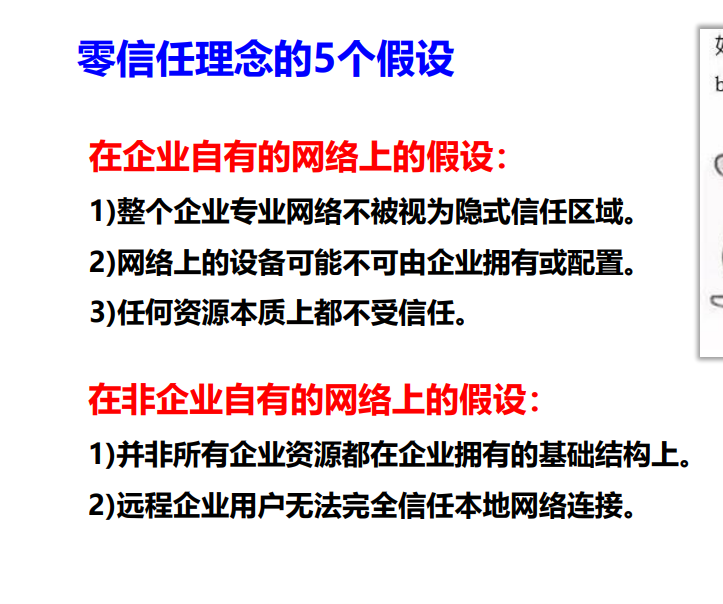 零信任理念的5个假设
在企业自有的网络上的假设：
1)整个企业专业网络不被视为隐式信任区域。
2)网络上的设备可能不可由企业拥有或配置。
3)任何资源本质上都不受信任。
在非企业自有的网络上的假设：
1)并非所有企业资源都在企业拥有的基础结构上。
2)远程企业用户无法完全信任本地网络连接。